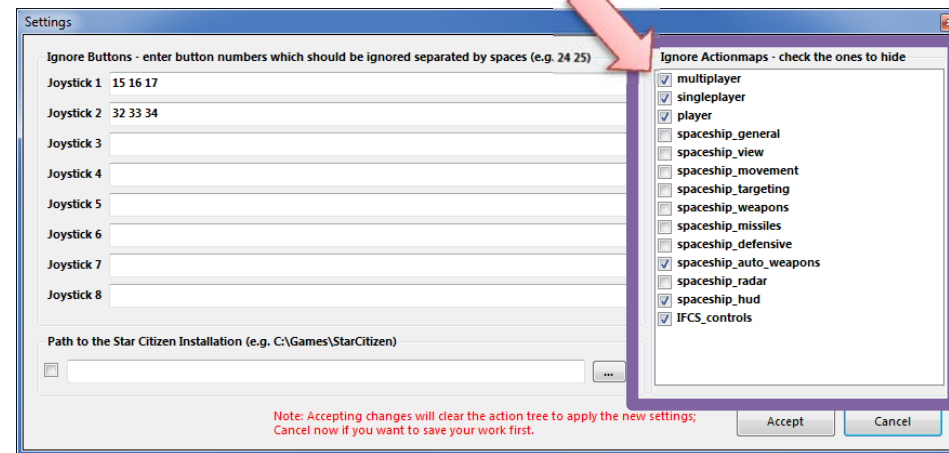 Settings
Ignore Buttons - enter button numbers which should be ignored separated by spaces (e.g. 24 25)
Joystick 1 15 16 17
Joystick 2 32 33 34
Joystick 3
Joystick 4
Joystick 5
Joystick 6
Joystick 7
Joystick 8
Path to the Star Citizen Installation (e.g. C:\Games\StarCitizen)
...
Ignore Actionmaps - check the ones to hide
multiplayer
singleplayer
player
spaceship_general
spaceship_view
spaceship_movement
spaceship_targeting
spaceship_weapons
spaceship_missiles
spaceship_defensive
spaceship_auto_weapons
spaceship_radar
spaceship_hud
IFCS_controls
Note: Accepting changes will clear the action tree to apply the new settings;
Cancel now if you want to save your work first.
Accept
Cancel